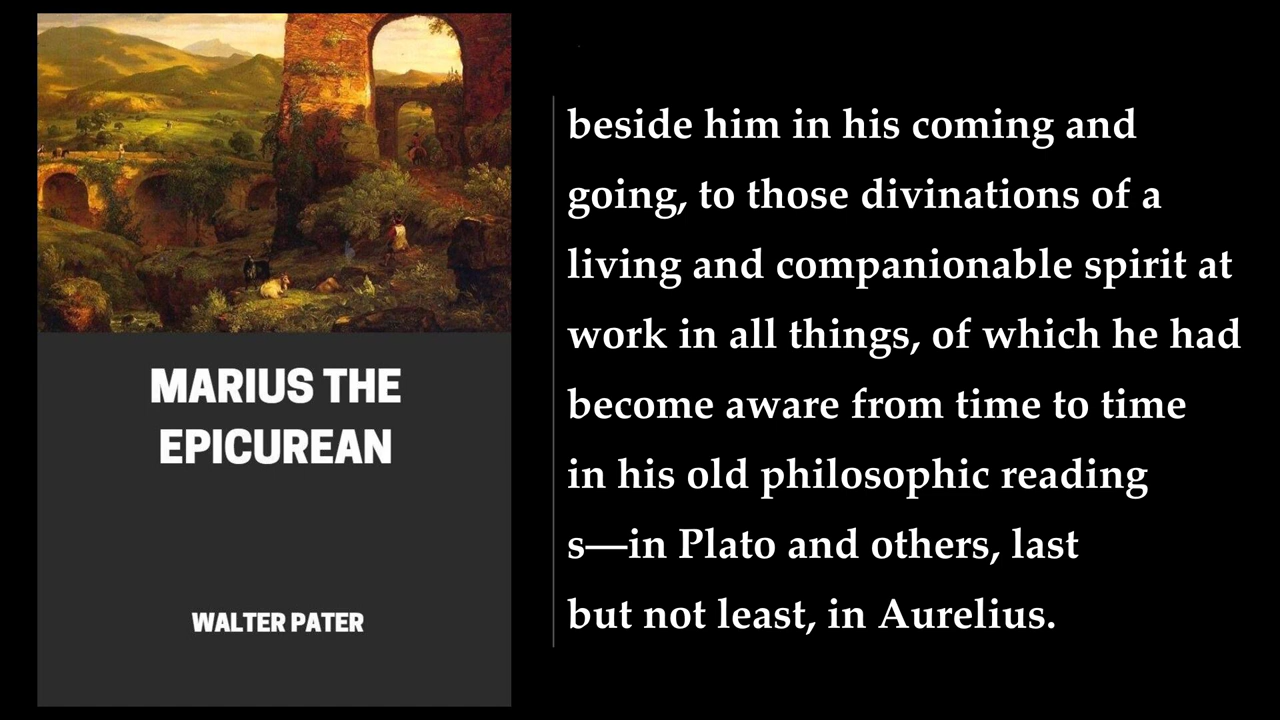 MARIUS THE
EPICUREAN
WALTER PATER
beside him in his coming and
going, to those divinations of a
living and companionable spirit at
work in all things, of which he had
become aware from time to time
in his old philosophic reading
s—in Plato and others, last
but not least, in Aurelius.